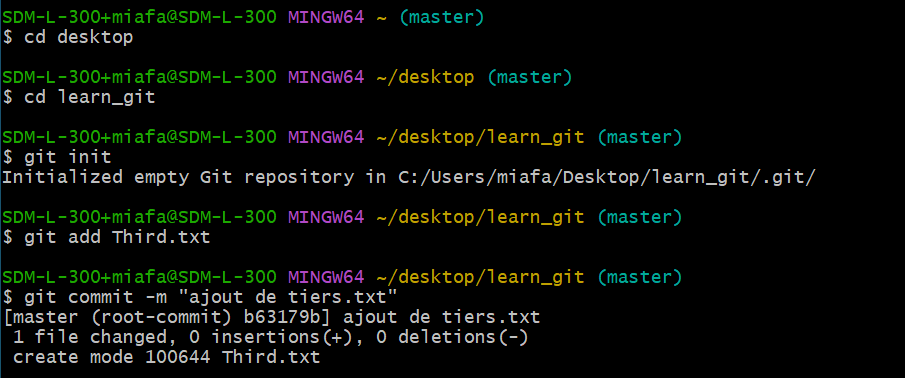 SDM-L-300+miafa@SDM-L-300 MINGW64 ~ (master)
$ cd desktop
SDM-L-300+miafa@SDM-L-300 MINGW64 ~/desktop (master)
$ cd learn_git
SDM-L-300+miafa@SDM-L-300 MINGW64 ~/desktop/learn_git (master)
$ git init
Initialized empty Git repository in C:/Users/miafa/Desktop/learn_git/.git/
SDM-L-300+miafa@SDM-L-300 MINGW64 ~/desktop/learn_git (master)
$ git add Third.txt
SDM-L-300+miafa@SDM-L-300 MINGW64 ~/desktop/learn_git (master)
$ git commit -m "ajout de tiers.txt"
[master (root-commit) b63179b] ajout de tiers.txt
 1 file changed, 0 insertions(+), 0 deletions(-)
 create mode 100644 Third.txt